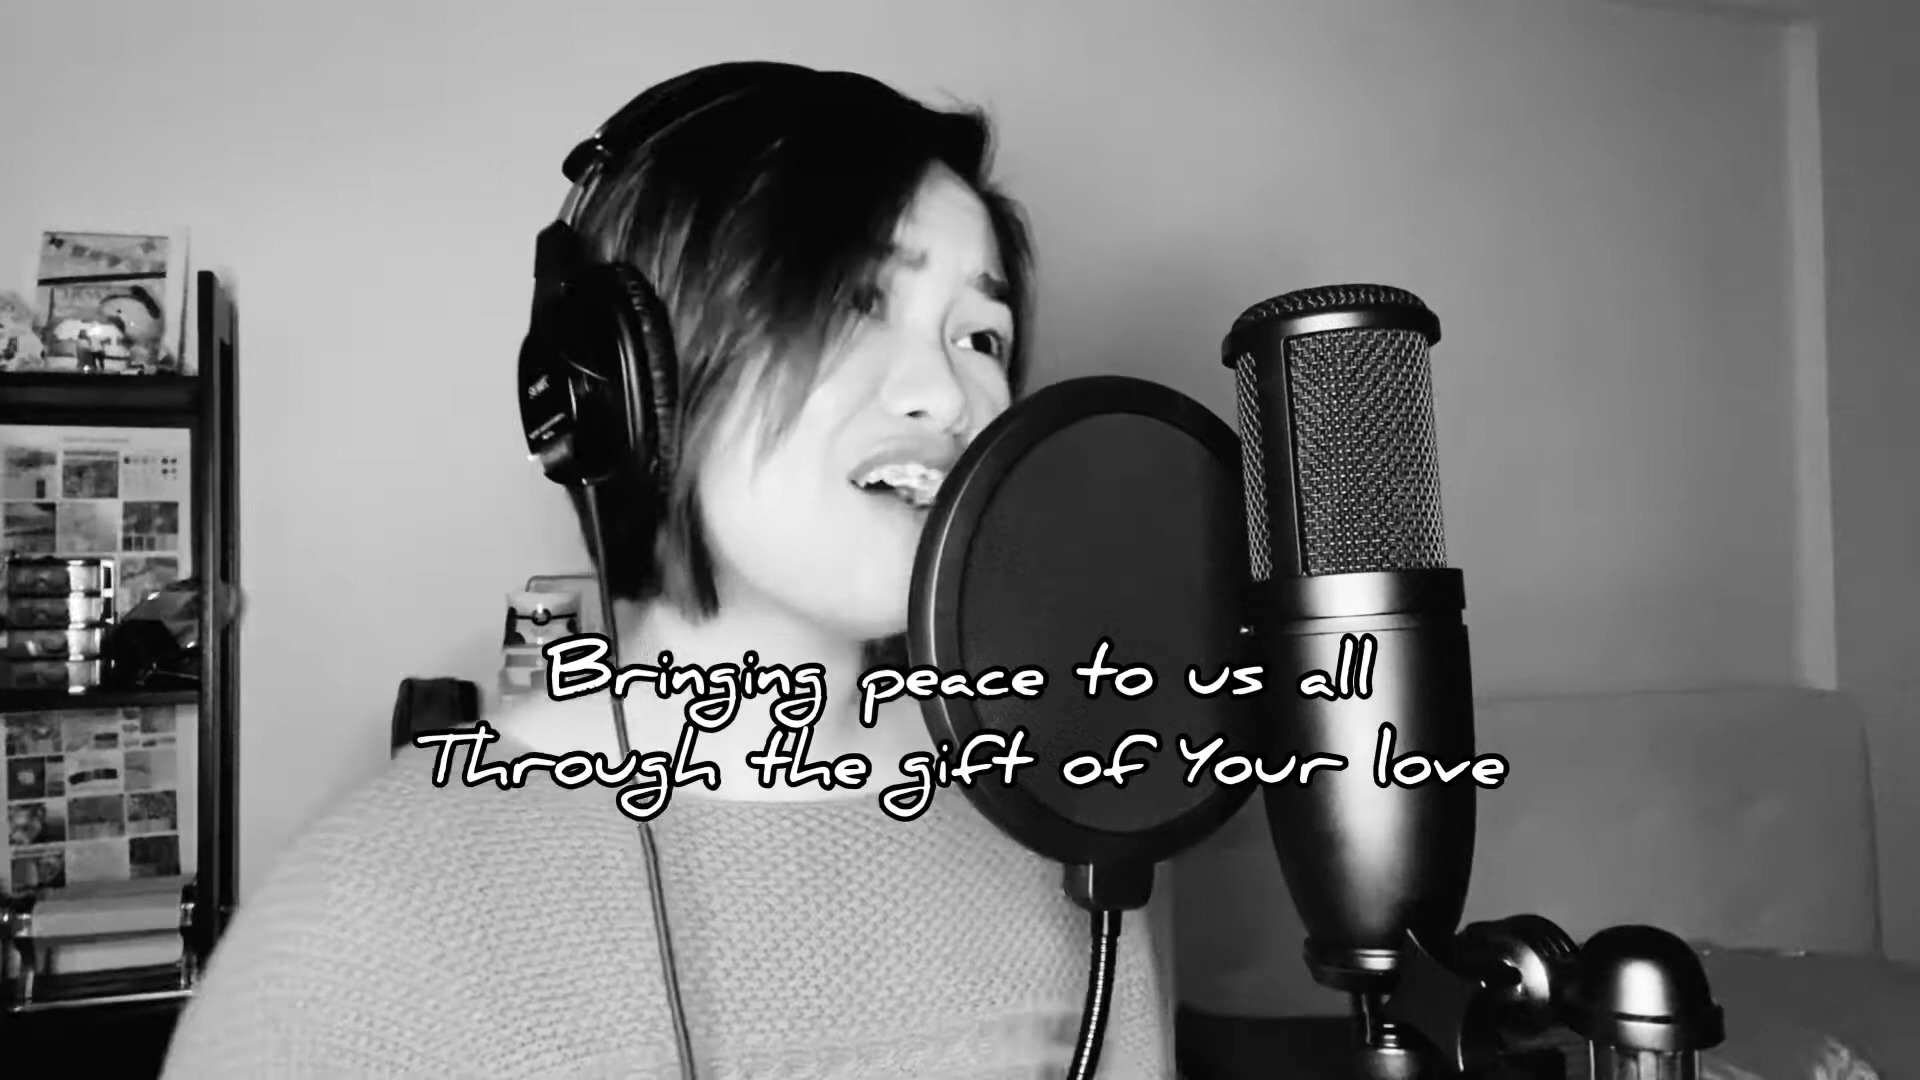 Bringing peace to us all
Through the gift of Your love